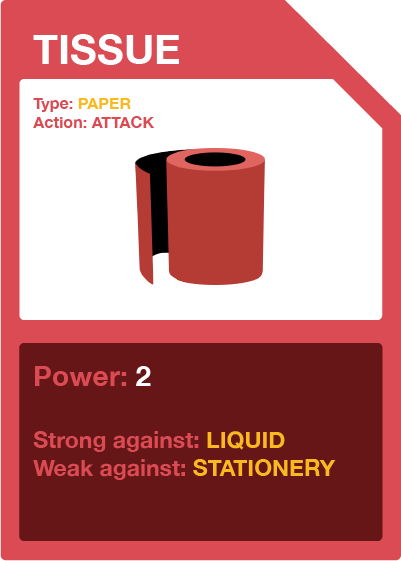 TISSUE
Type: PAPER
Action: ATTACK
Power: 2
Strong against: LIQUID
Weak against: STATIONERY